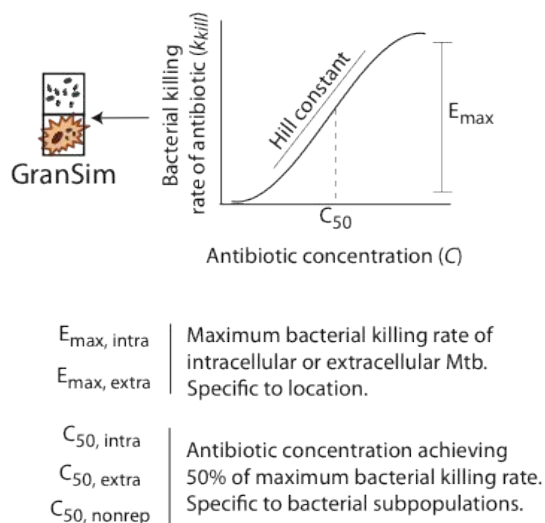 Bacterial killing
rate of antibiotic (kkill)
Hill constant
Emax
C50
GranSim
Antibiotic concentration (C)
Emax, intra
Emax, extra
Maximum bacterial killing rate of
intracellular or extracellular Mtb.
Specific to location.
C50, intra
C50, extra
C50, nonrep
Antibiotic concentration achieving
50% of maximum bacterial killing rate.
Specific to bacterial subpopulations.